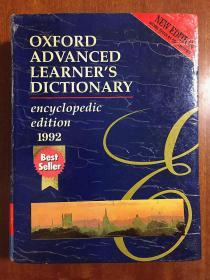 NEW EDITION
OXFORD
ADVANCED
LEARNER'S
DICTIONARY
encyclopedic
edition
1992
Best
Seller